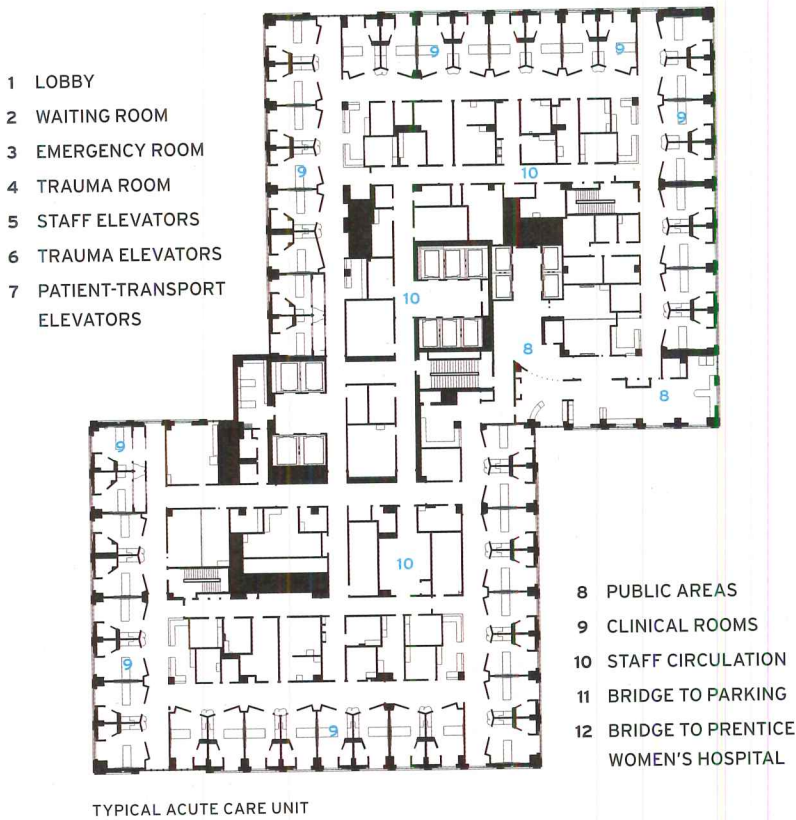 1 LOBBY
2 WAITING ROOM
3 EMERGENCY ROOM
4 TRAUMA ROOM
5 STAFF ELEVATORS
6 TRAUMA ELEVATORS
7 PATIENT-TRANSPORT
ELEVATORS
9
9
9
9
10
10
8
8
9
10
9
9
8 PUBLIC AREAS
9 CLINICAL ROOMS
10 STAFF CIRCULATION
11 BRIDGE TO PARKING
12 BRIDGE TO PRENTICE
WOMEN'S HOSPITAL
TYPICAL ACUTE CARE UNIT